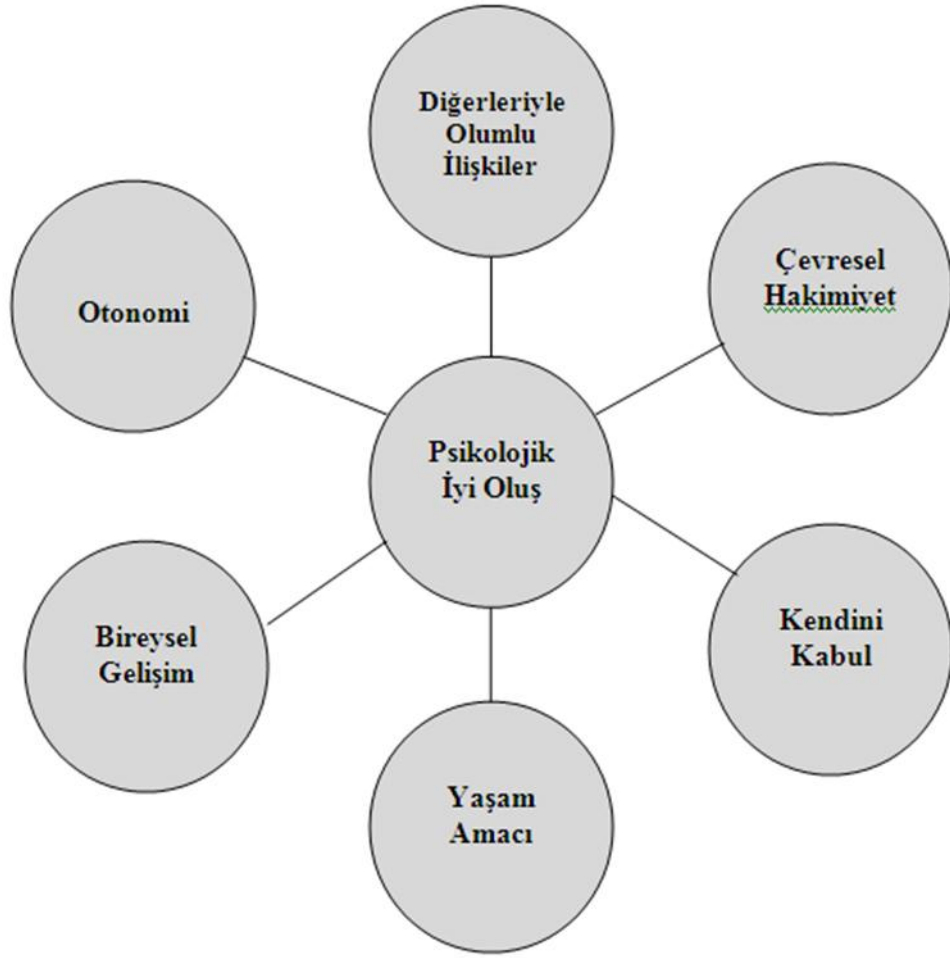 Diğerleriyle
Olumlu
İlişkiler
Otonomi
Çevresel
Hakimiyet
Psikolojik
İyi Oluş
Bireysel
Gelişim
Kendini
Kabul
Yaşam
Amacı